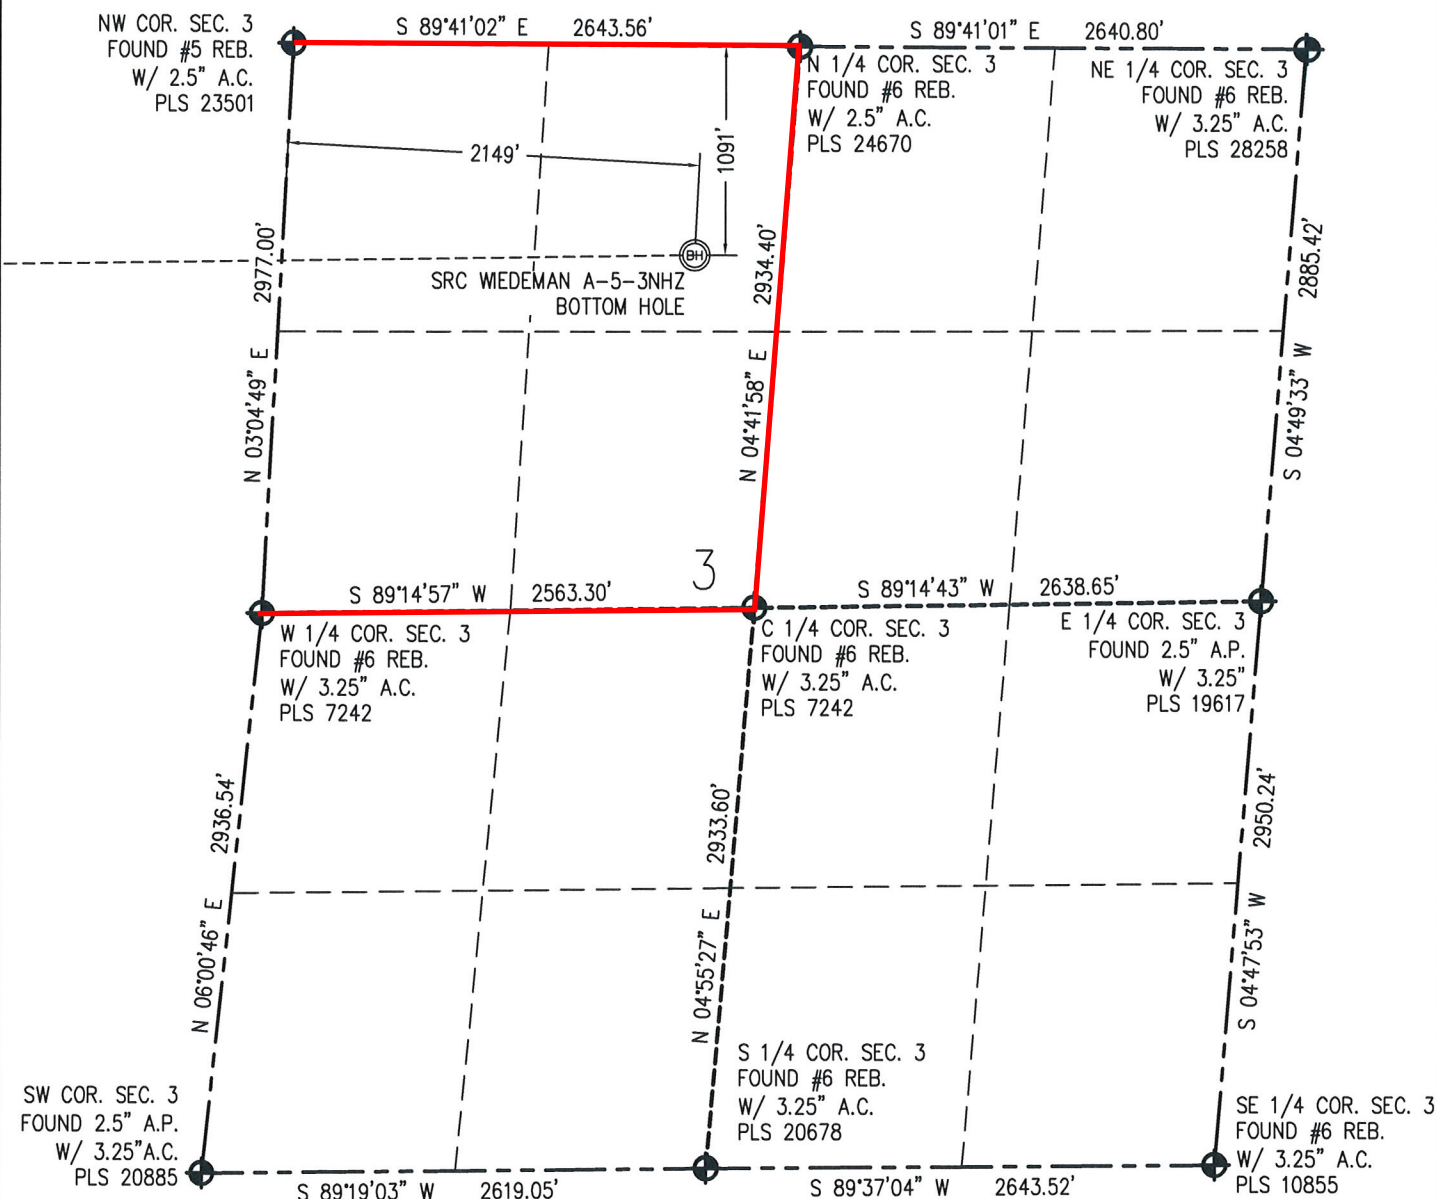 NW COR. SEC. 3
FOUND #5 REB.
W/ 2.5" A.C.
PLS 23501
S 89°41'02" E 2643.56'
S 89°41'01" E 2640.80'
N 1/4 COR. SEC. 3
FOUND #6 REB.
W/ 2.5" A.C.
PLS 24670
NE 1/4 COR. SEC. 3
FOUND #6 REB.
W/ 3.25" A.C.
PLS 28258
2149'
1091'
BH
SRC WIEDEMAN A-5-3NHZ
BOTTOM HOLE
N 03°04'49" E 2977.00'
N 04°41'58" E 2934.40'
S 04°49'33" W 2885.42'
3
S 89°14'57" W 2563.30'
S 89°14'43" W 2638.65'
W 1/4 COR. SEC. 3
FOUND #6 REB.
W/ 3.25" A.C.
PLS 7242
C 1/4 COR. SEC. 3
FOUND #6 REB.
W/ 3.25" A.C.
PLS 7242
E 1/4 COR. SEC. 3
FOUND 2.5" A.P.
W/ 3.25"
PLS 19617
N 06°00'46" E 2936.54'
N 04°55'27" E 2933.60'
S 04°47'53" W 2950.24'
SW COR. SEC. 3
FOUND 2.5" A.P.
W/ 3.25"A.C.
PLS 20885
S 1/4 COR. SEC. 3
FOUND #6 REB.
W/ 3.25" A.C.
PLS 20678
SE 1/4 COR. SEC. 3
FOUND #6 REB.
W/ 3.25" A.C.
PLS 10855
S 89°19'03" W 2619.05'
S 89°37'04" W 2643.52'